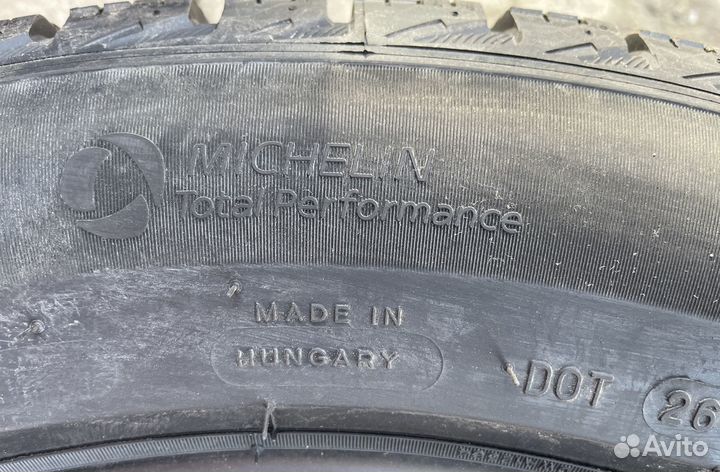 MICHELIN
Total Performance
MADE IN
HUNGARY
DOT 26
Avito